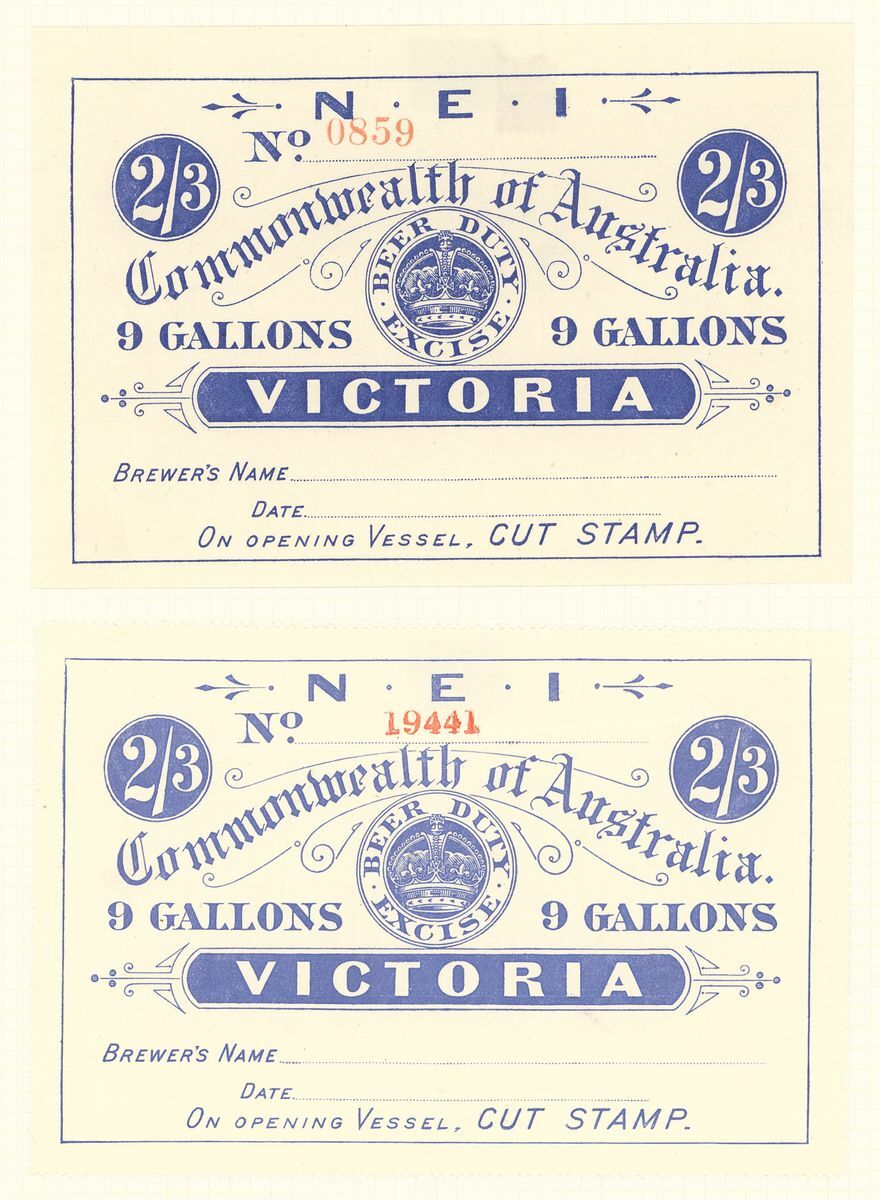 N · E · I
Nº 0859
2/3 2/3
Commonwealth of Australia.
BEER DUTY
· EXCISE ·
9 GALLONS 9 GALLONS
VICTORIA
BREWER'S NAME
DATE
ON OPENING VESSEL, CUT STAMP.
N · E · I
Nº 19441
2/3 2/3
Commonwealth of Australia.
BEER DUTY
· EXCISE ·
9 GALLONS 9 GALLONS
VICTORIA
BREWER'S NAME
DATE
ON OPENING VESSEL, CUT STAMP.